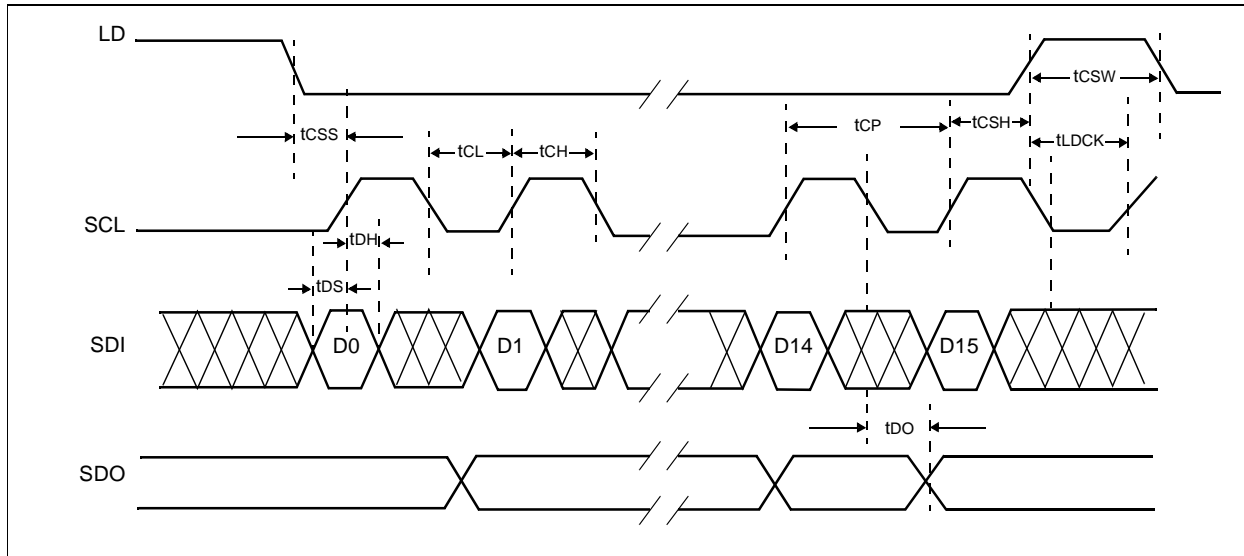 LD
tCSW
tCSS
tCL
tCH
tCP
tCSH
tLDCK
SCL
tDH
tDS
SDI
D0
D1
D14
D15
tDO
SDO